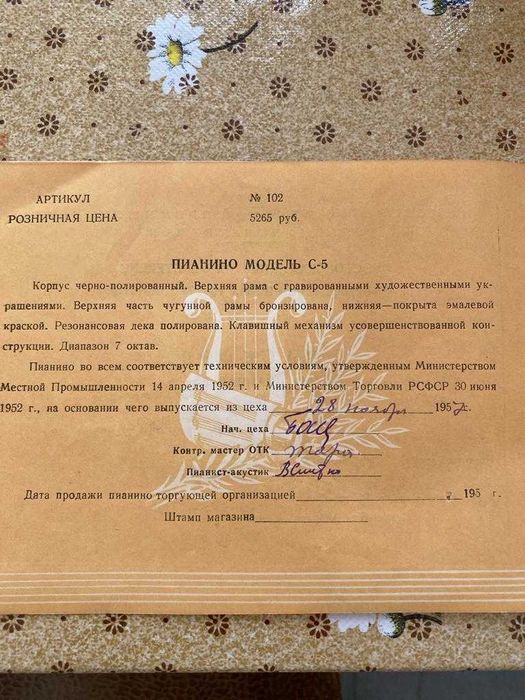 АРТИКУЛ № 102
РОЗНИЧНАЯ ЦЕНА 5265 руб.
ПИАНИНО МОДЕЛЬ С-5
Корпус черно-полированный. Верхняя рама с гравированными художественными ук-
рашениями. Верхняя часть чугунной рамы бронзирована, нижняя—покрыта эмалевой
краской. Резонансовая дека полирована. Клавишный механизм усовершенствованной кон-
струкции. Диапазон 7 октав.
Пианино во всем соответствует техническим условиям, утвержденным Министерством
Местной Промышленности 14 апреля 1952 г. и Министерством Торговли РСФСР 30 июня
1952 г., на основании чего выпускается из цеха 28 ноября 1957 г.
Нач. цеха
Контр. мастер ОТК
Пианист-акустик
Дата продажи пианино торгующей организацией 195 г.
Штамп магазина